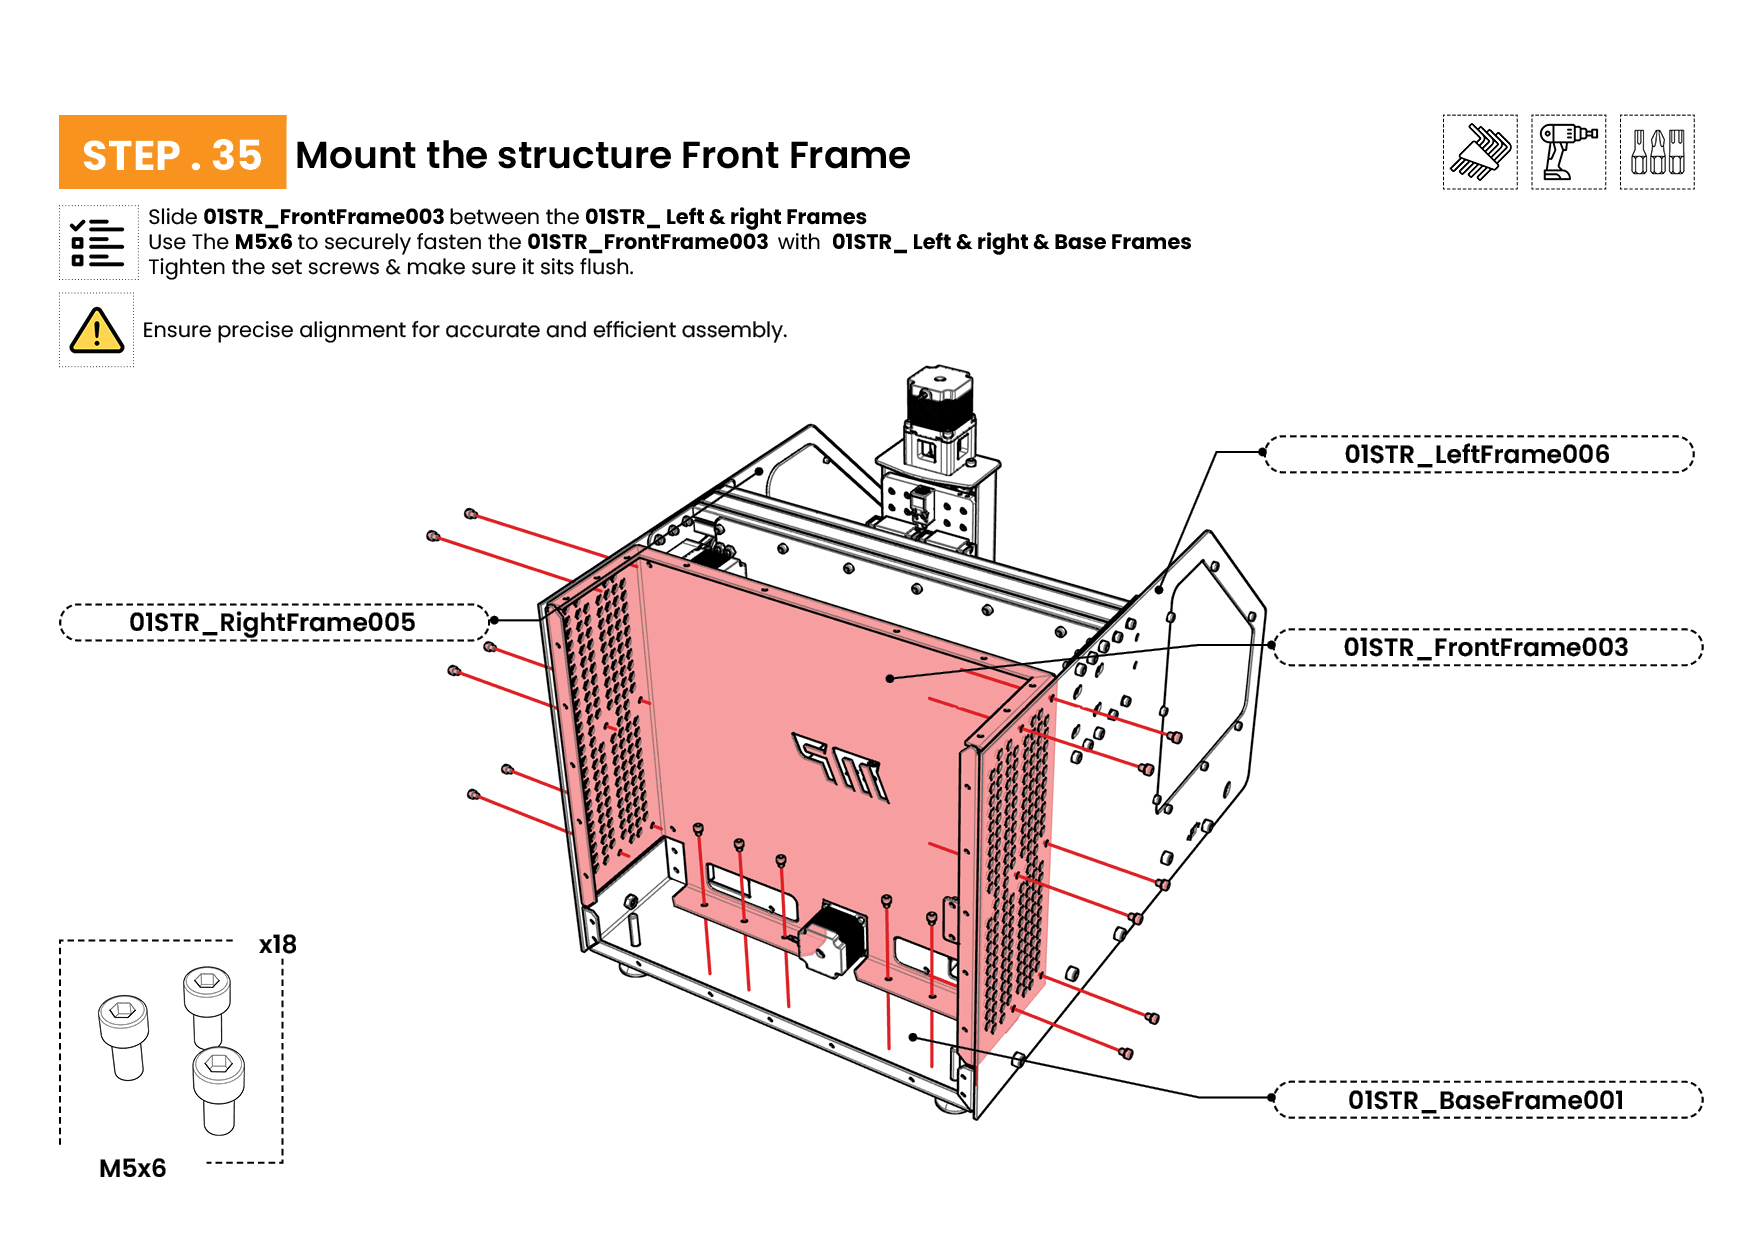 STEP . 35 Mount the structure Front Frame
Slide 01STR_FrontFrame003 between the 01STR_ Left & right Frames
Use The M5x6 to securely fasten the 01STR_FrontFrame003 with 01STR_ Left & right & Base Frames
Tighten the set screws & make sure it sits flush.
Ensure precise alignment for accurate and efficient assembly.
01STR_LeftFrame006
01STR_RightFrame005
01STR_FrontFrame003
x18
01STR_BaseFrame001
M5x6